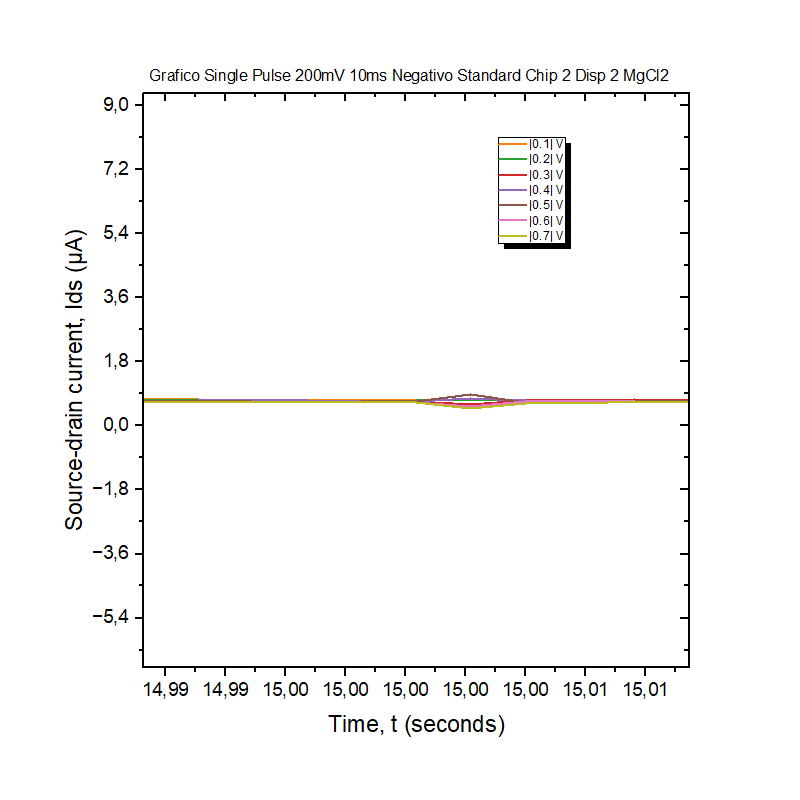 Grafico Single Pulse 200mV 10ms Negativo Standard Chip 2 Disp 2 MgCl2
9,0
|0.1| V
|0.2| V
|0.3| V
|0.4| V
|0.5| V
|0.6| V
|0.7| V
7,2
5,4
3,6
1,8
0,0
−1,8
−3,6
−5,4
Source-drain current, Ids (μA)
14,99 14,99 15,00 15,00 15,00 15,00 15,00 15,01 15,01
Time, t (seconds)